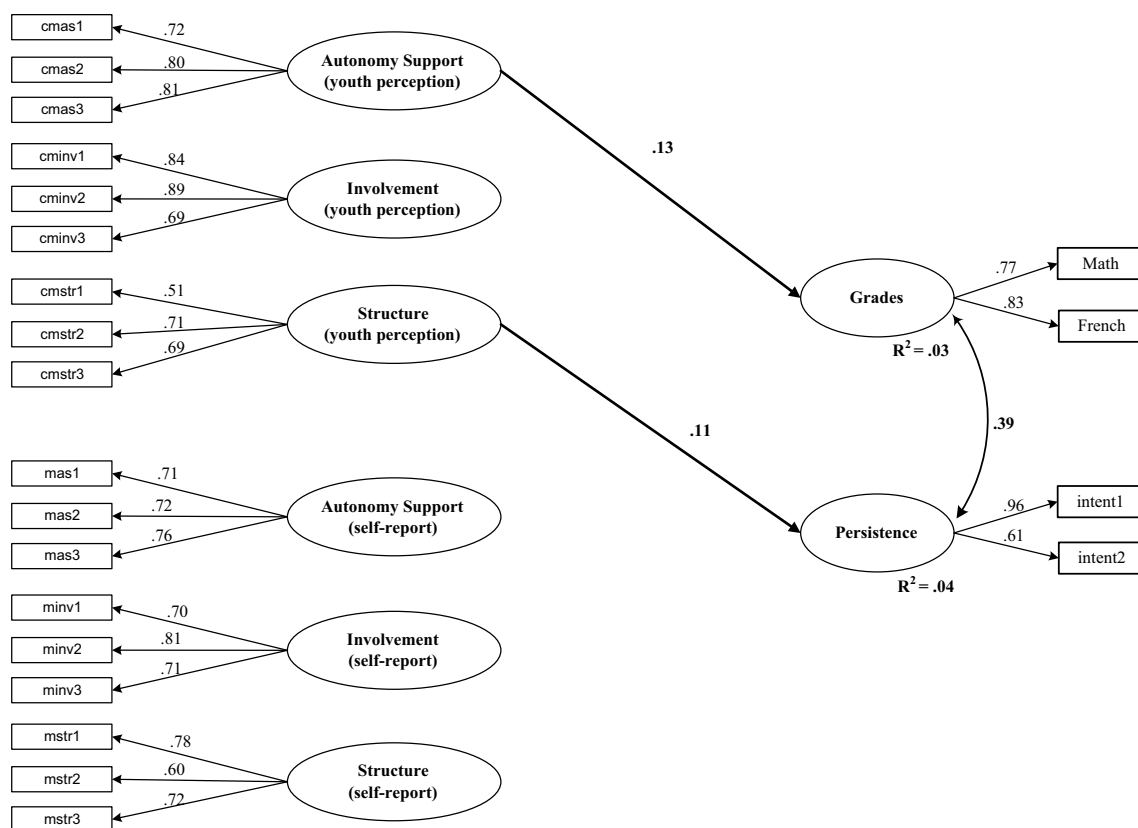 cmas1
.72
cmas2
.80
cmas3
.81
Autonomy Support
(youth perception)
cminv1
.84
cminv2
.89
cminv3
.69
Involvement
(youth perception)
cmstr1
.51
cmstr2
.71
cmstr3
.69
Structure
(youth perception)
mas1
.71
mas2
.72
mas3
.76
Autonomy Support
(self-report)
minv1
.70
minv2
.81
minv3
.71
Involvement
(self-report)
mstr1
.78
mstr2
.60
mstr3
.72
Structure
(self-report)
.13
.11
Grades
R² = .03
.77
Math
.83
French
.39
Persistence
R² = .04
.96
intent1
.61
intent2